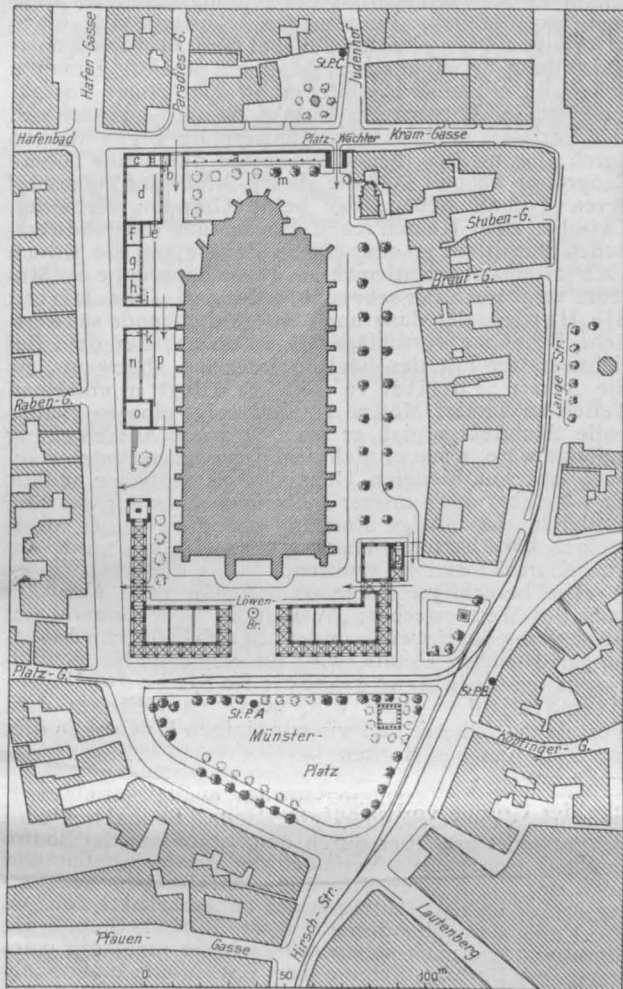 Hafen-Gasse
Paradies-G.
St.P.C
Judenhof
Hafenbad
Platz-Wächter
Kram-Gasse
c
b
a
d
l
m
Stuben-G.
f
e
g
h
i
Braut-G.
k
n
p
Lange-Str.
Raben-G.
o
Löwen-
Br.
Platz-G.
St.P.B
St.P.A
Münster-
Platz
Köpfinger-G.
Hirsch-Str.
Lautenberg
Pfauen-
Gasse
0
50
100m